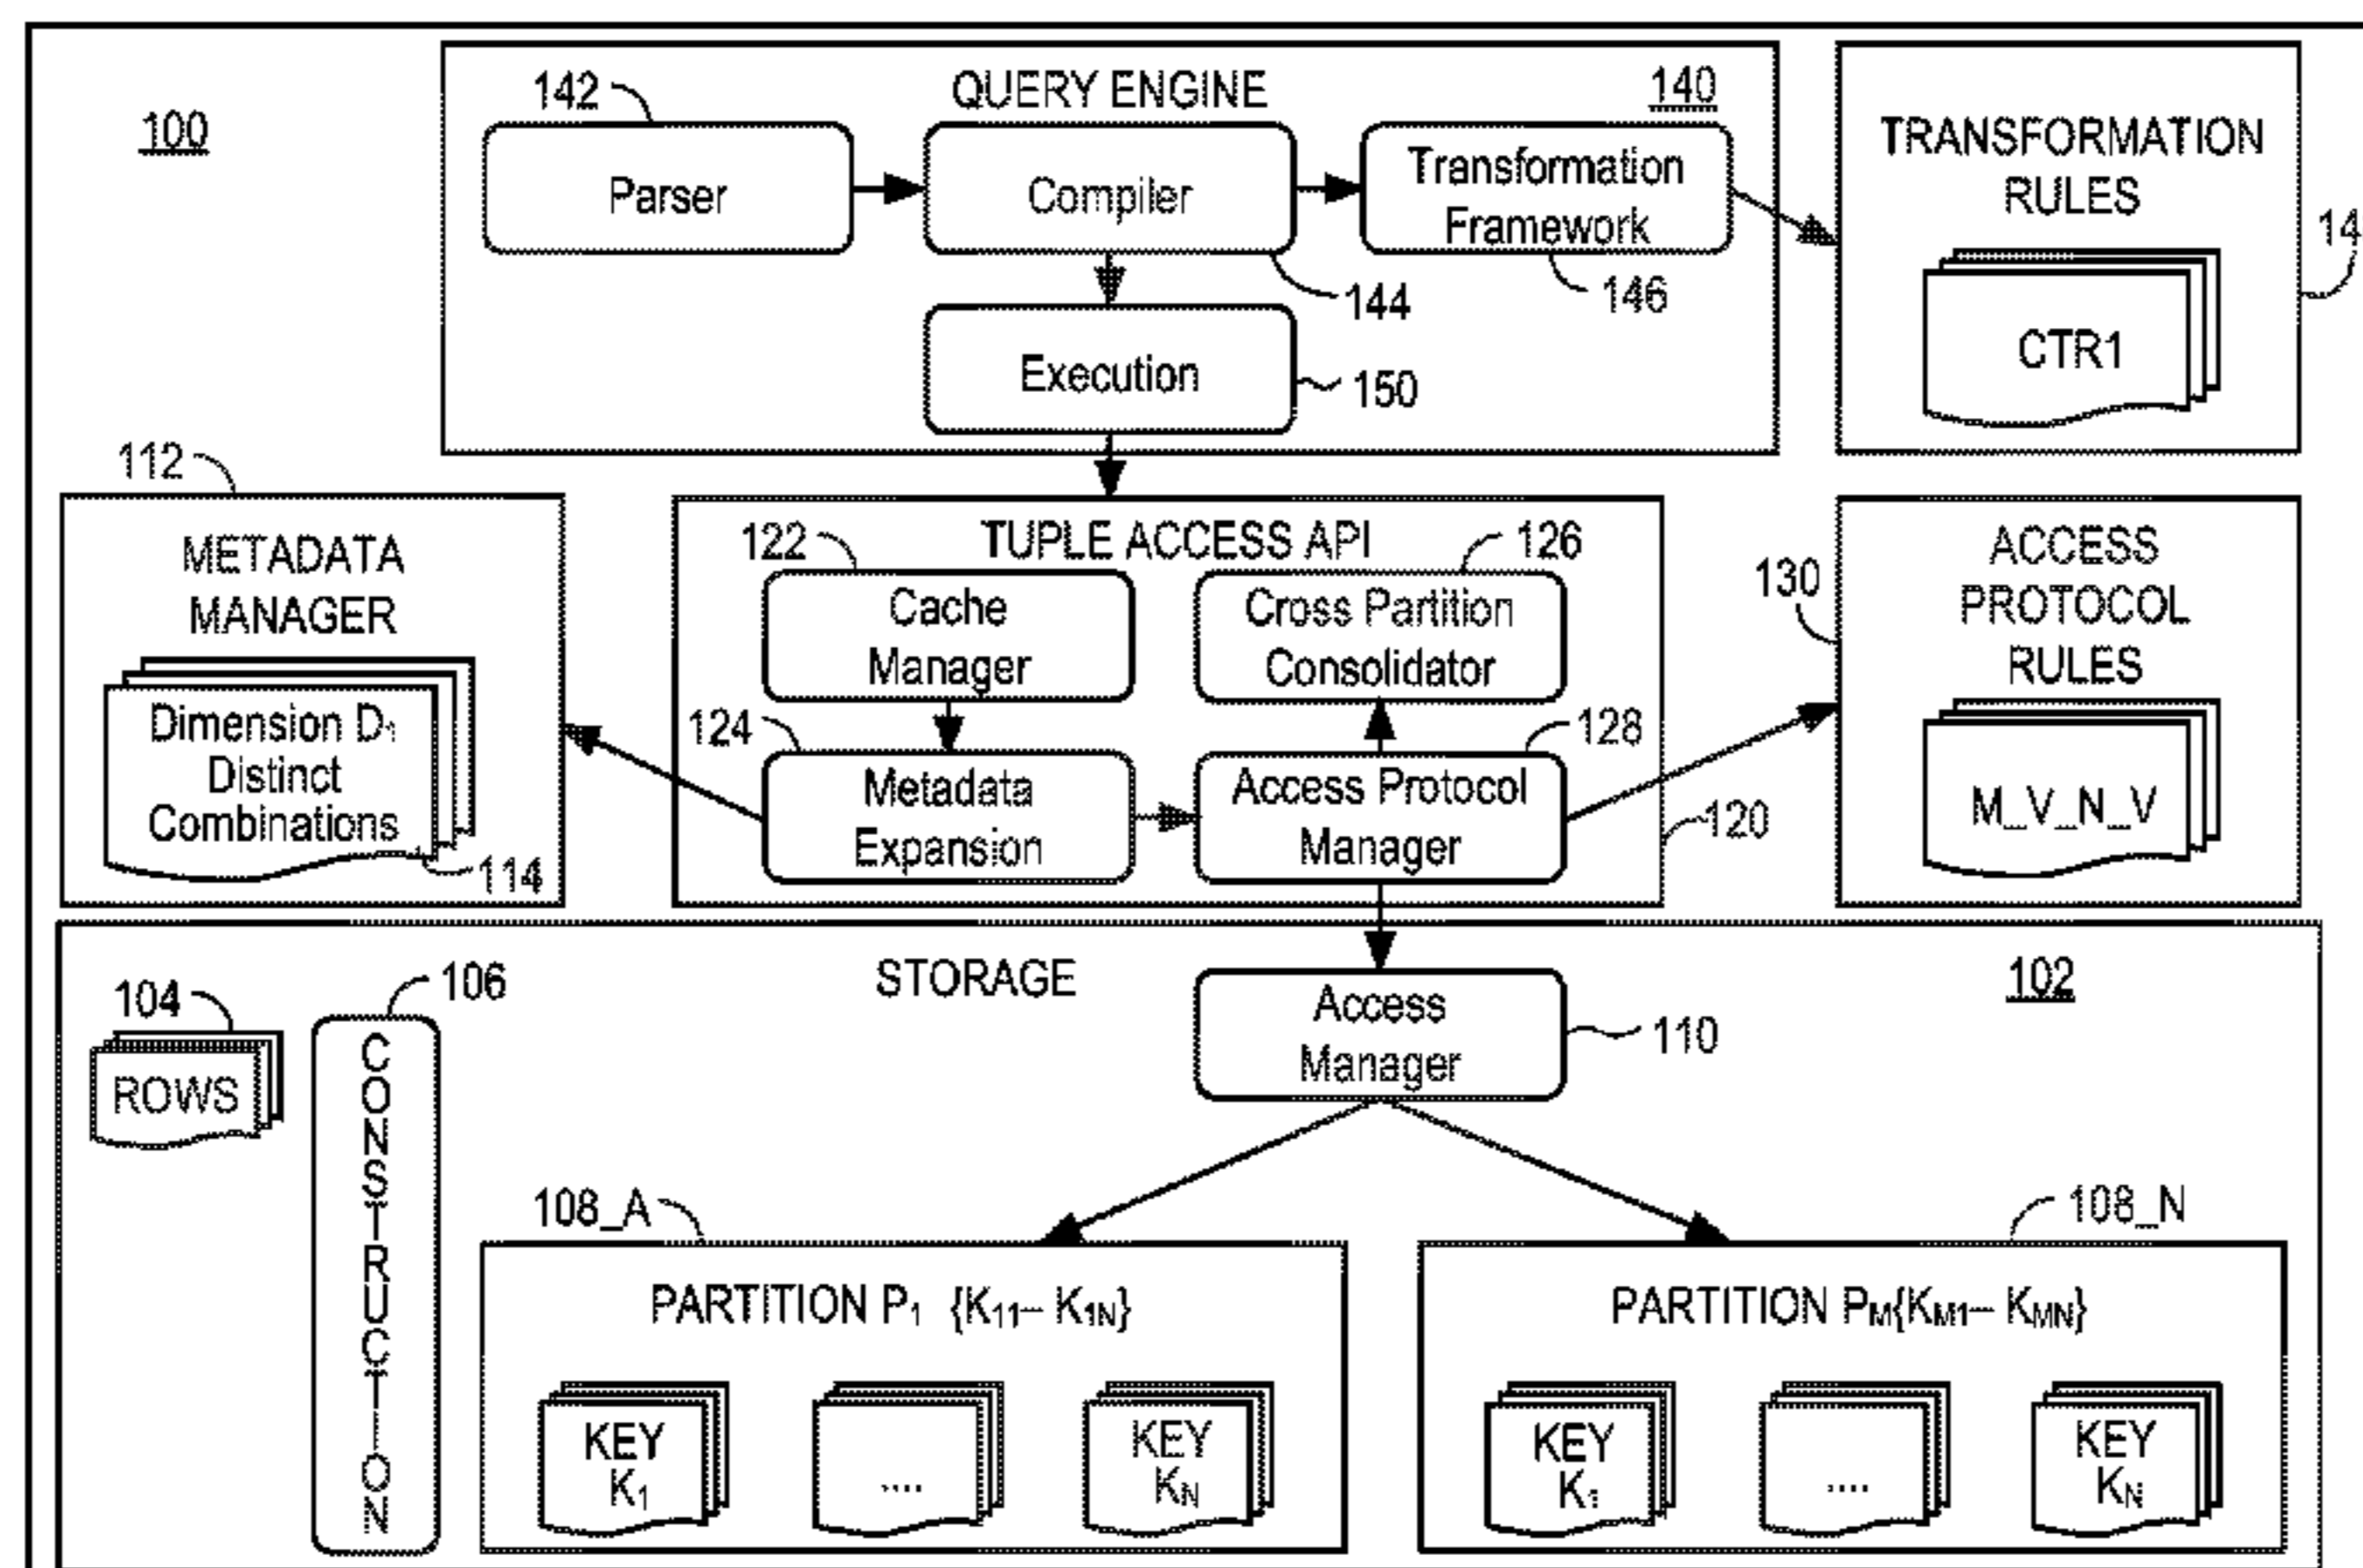 100
QUERY ENGINE
140
142
Parser
Compiler
Transformation
Framework
144
146
Execution
150
TRANSFORMATION
RULES
14
CTR1
112
METADATA
MANAGER
Dimension D₁
Distinct
Combinations
114
TUPLE ACCESS API
122
Cache
Manager
126
Cross Partition
Consolidator
124
Metadata
Expansion
128
Access Protocol
Manager
120
130
ACCESS
PROTOCOL
RULES
M_V_N_V
STORAGE
102
104
ROWS
106
CONSTRUCTION
Access
Manager
110
108_A
PARTITION P₁ {K₁₁– K₁N}
KEY
K₁
....
KEY
KN
108_N
PARTITION PM{KM1– KMN}
KEY
K₁
....
KEY
KN